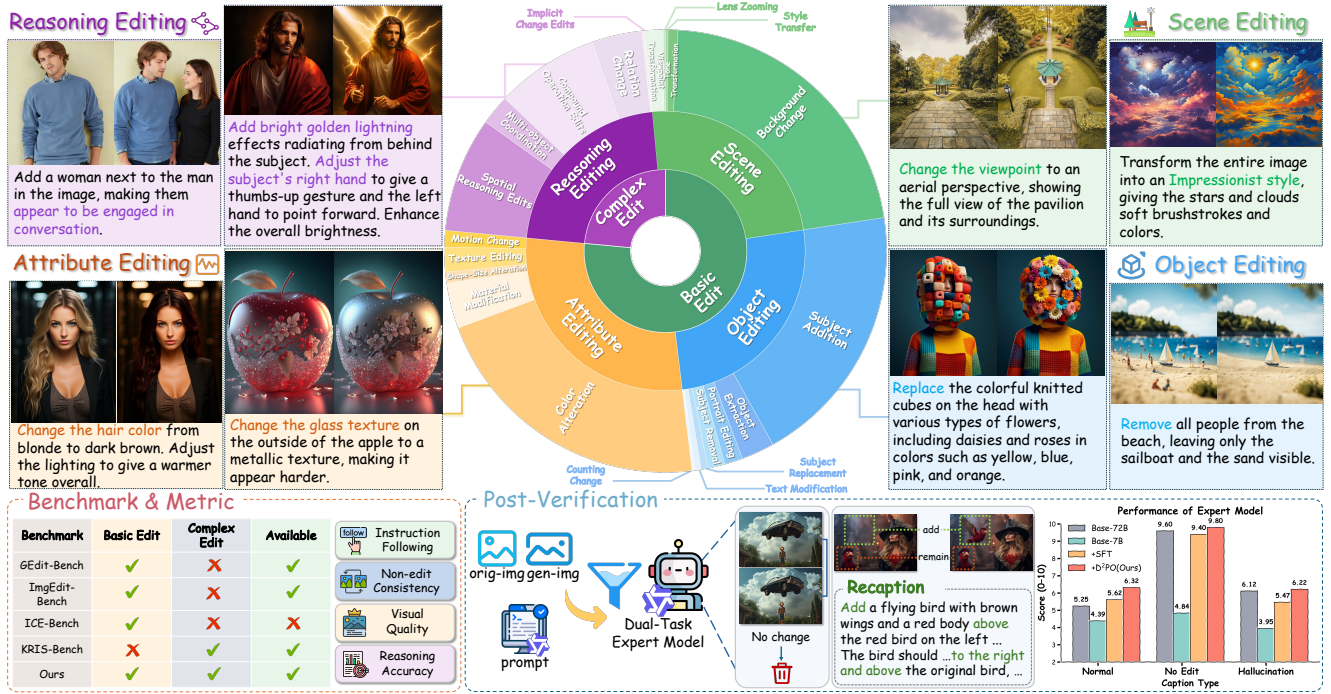 Reasoning Editing
Add a woman next to the man
in the image, making them
appear to be engaged in
conversation.
Add bright golden lightning
effects radiating from behind
the subject. Adjust the
subject's right hand to give a
thumbs-up gesture and the left
hand to point forward. Enhance
the overall brightness.
Attribute Editing
Change the hair color from
blonde to dark brown. Adjust
the lighting to give a warmer
tone overall.
Change the glass texture on
the outside of the apple to a
metallic texture, making it
appear harder.
Implicit
Change Edits
Lens Zooming
Style
Transfer
Relation
Change
Viewpoint
Transformation
Tone
Transformation
Compound
Operation Edits
Multi-object
Coordination
Spatial
Reasoning Edits
Background
Change
Reasoning
Editing
Scene
Editing
Complex
Edit
Basic
Edit
Motion Change
Texture Editing
Shape-Size Alteration
Material
Modification
Attribute
Editing
Object
Editing
Color
Alteration
Subject
Addition
Object
Extraction
Portrait Editing
Subject Removal
Counting
Change
Subject
Replacement
Text Modification
Scene Editing
Change the viewpoint to an
aerial perspective, showing
the full view of the pavilion
and its surroundings.
Transform the entire image
into an Impressionist style,
giving the stars and clouds
soft brushstrokes and
colors.
Object Editing
Replace the colorful knitted
cubes on the head with
various types of flowers,
including daisies and roses in
colors such as yellow, blue,
pink, and orange.
Remove all people from the
beach, leaving only the
sailboat and the sand visible.
Benchmark & Metric
Benchmark Basic Edit Complex Edit Available
GEdit-Bench
ImgEdit-
Bench
ICE-Bench
KRIS-Bench
Ours
follow
Instruction
Following
Non-edit
Consistency
Visual
Quality
Reasoning
Accuracy
Post-Verification
orig-img gen-img
prompt
Dual-Task
Expert Model
No change
add
remain
Recaption
Add a flying bird with brown
wings and a red body above
the red bird on the left ...
The bird should ...to the right
and above the original bird, ...
Performance of Expert Model
Score (0-10)
10
9
8
7
6
5
4
3
2
Base-72B
Base-7B
+SFT
+D²PO(Ours)
5.25 4.39 5.62 6.32
9.60 4.84 9.40 9.80
6.12 3.95 5.47 6.22
Normal No Edit Hallucination
Caption Type